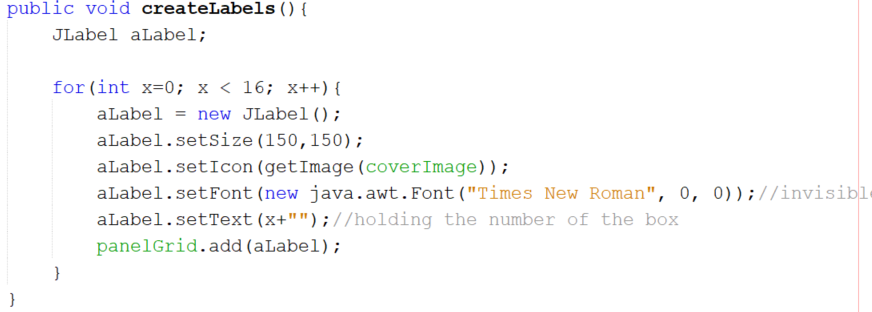 public void createLabels(){
JLabel aLabel;
for(int x=0; x < 16; x++){
aLabel = new JLabel();
aLabel.setSize(150,150);
aLabel.setIcon(getImage(coverImage));
aLabel.setFont(new java.awt.Font("Times New Roman", 0, 0));//invisible
aLabel.setText(x+"");//holding the number of the box
panelGrid.add(aLabel);
}
}